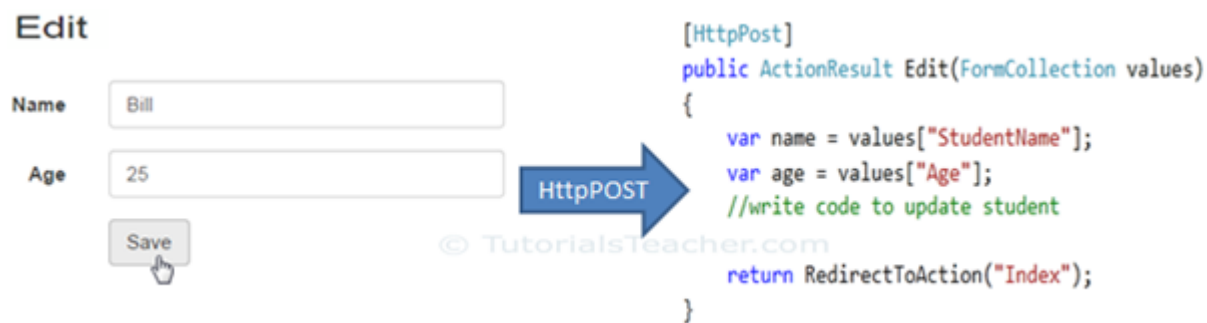 Edit
Name
Bill
Age
25
Save
HttpPOST
© TutorialsTeacher.com
[HttpPost]
public ActionResult Edit(FormCollection values)
{
    var name = values["StudentName"];
    var age = values["Age"];
    //write code to update student
    return RedirectToAction("Index");
}